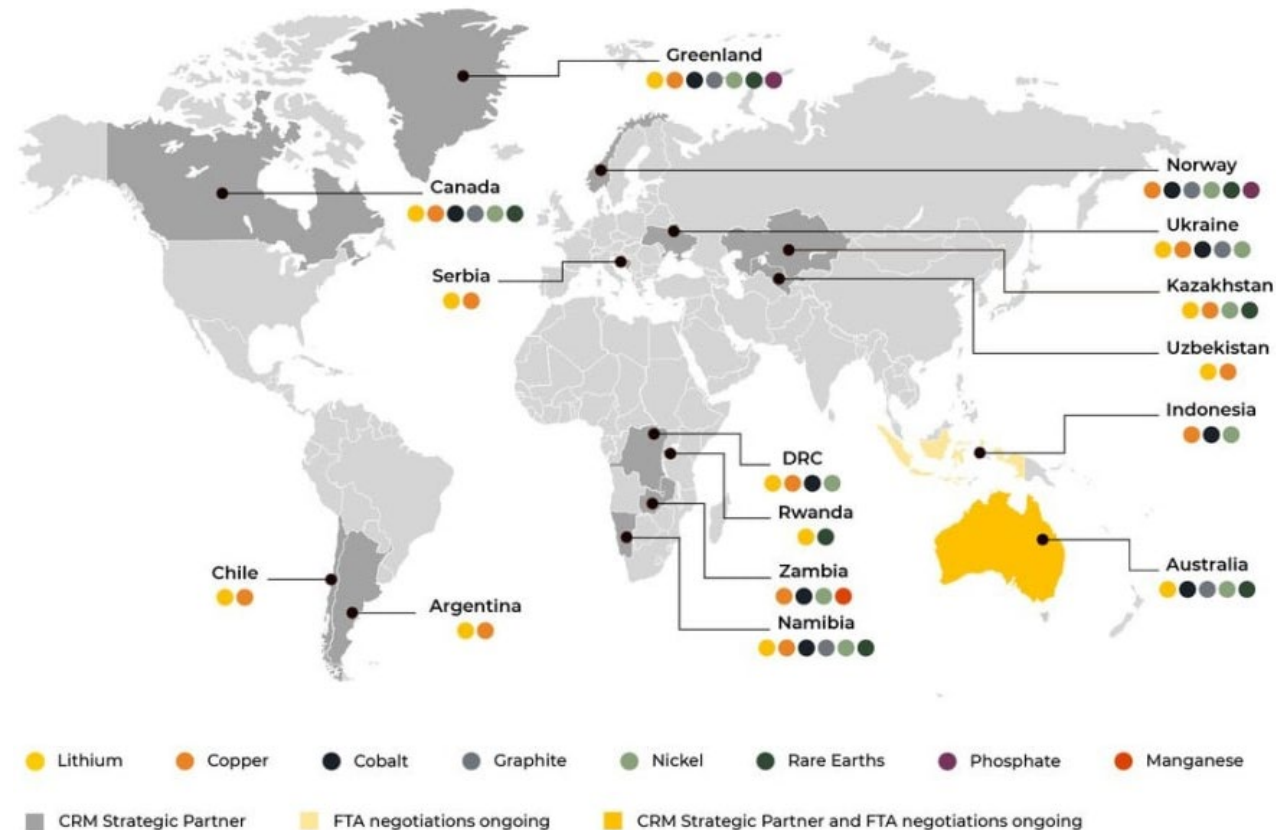 Greenland
Norway
Canada
Ukraine
Serbia
Kazakhstan
Uzbekistan
Indonesia
DRC
Rwanda
Australia
Chile
Zambia
Argentina
Namibia
Lithium Copper Cobalt Graphite Nickel Rare Earths Phosphate Manganese
CRM Strategic Partner FTA negotiations ongoing CRM Strategic Partner and FTA negotiations ongoing